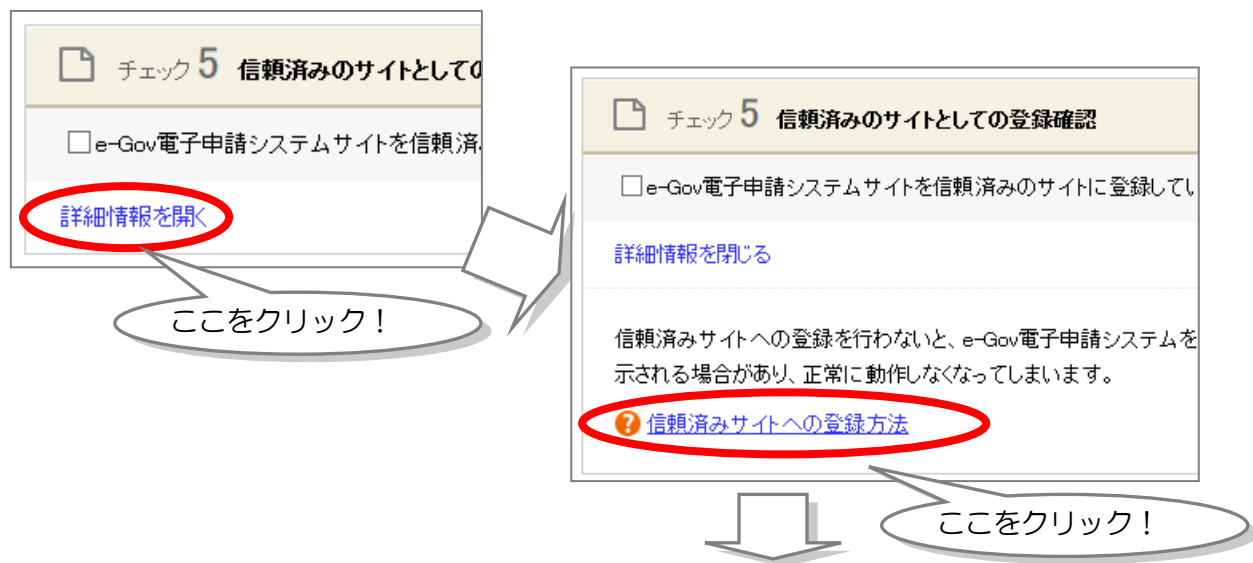 チェック5 信頼済みのサイトとしての
□e-Gov電子申請システムサイトを信頼済
詳細情報を開く
ここをクリック!
チェック5 信頼済みのサイトとしての登録確認
□e-Gov電子申請システムサイトを信頼済みのサイトに登録してい
詳細情報を閉じる
信頼済みサイトへの登録を行わないと、e-Gov電子申請システムを
示される場合があり、正常に動作しなくなってしまいます。
?信頼済みサイトへの登録方法
ここをクリック!